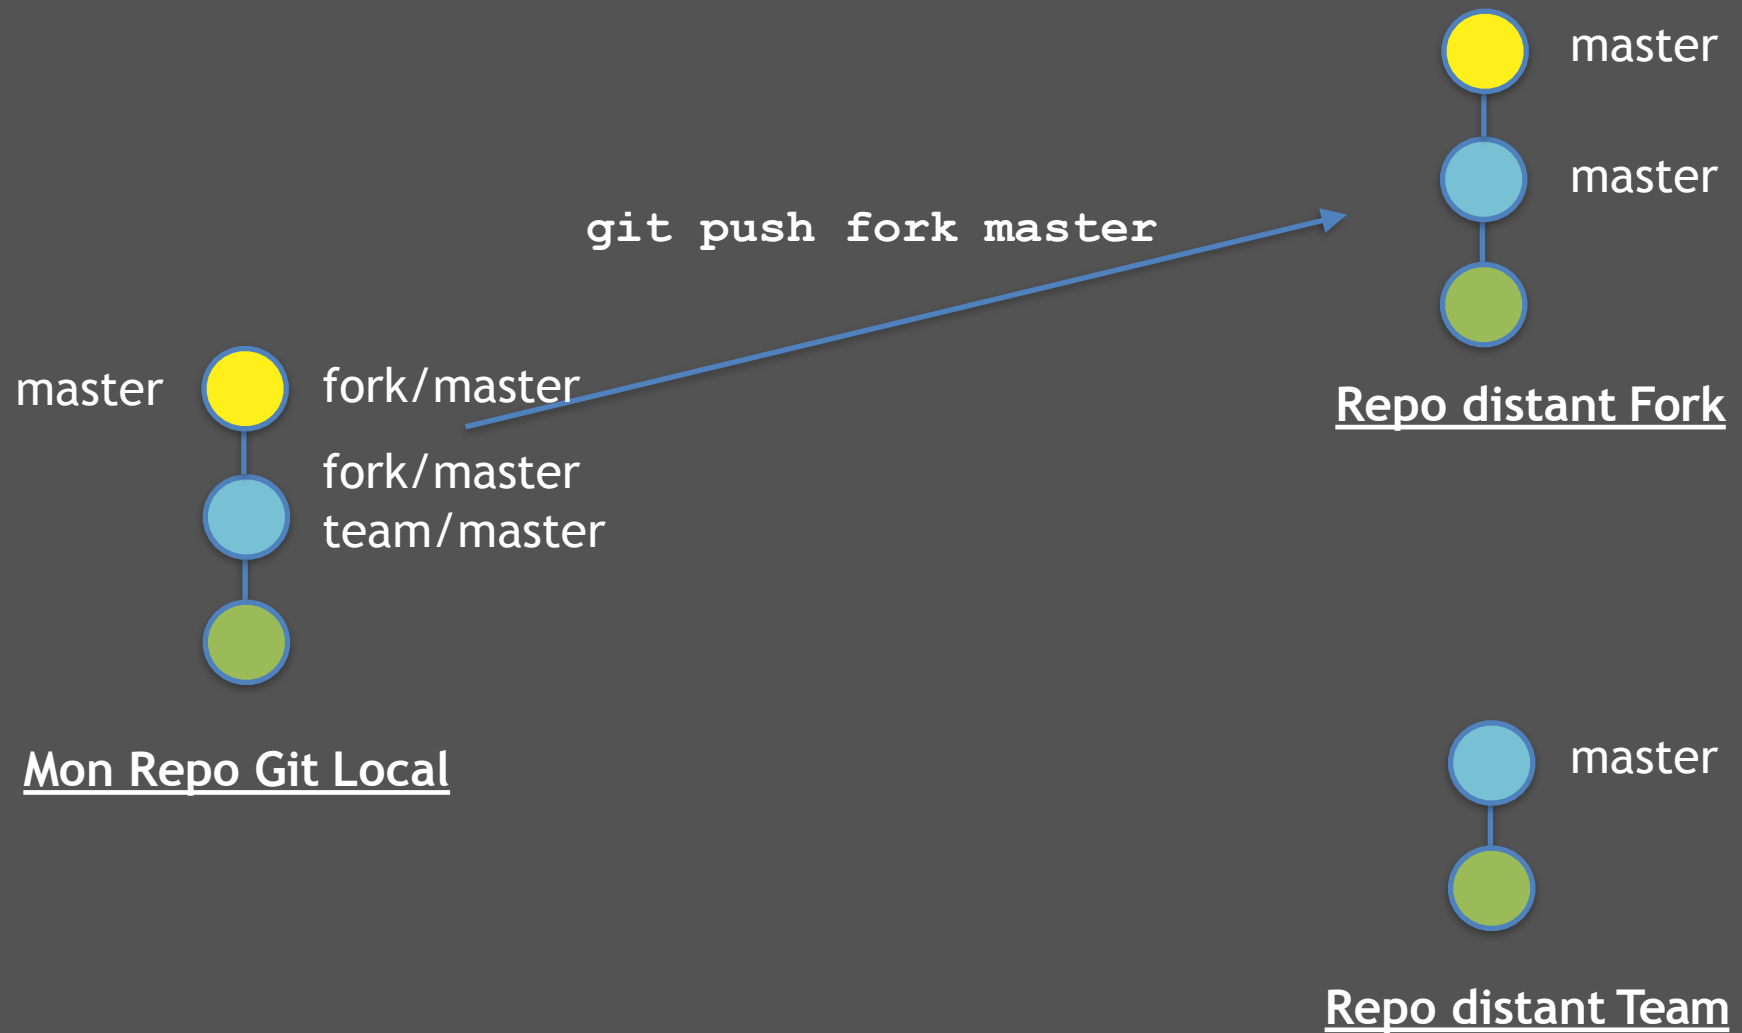 master
master
git push fork master
master
fork/master
Repo distant Fork
fork/master
team/master
Mon Repo Git Local
master
Repo distant Team